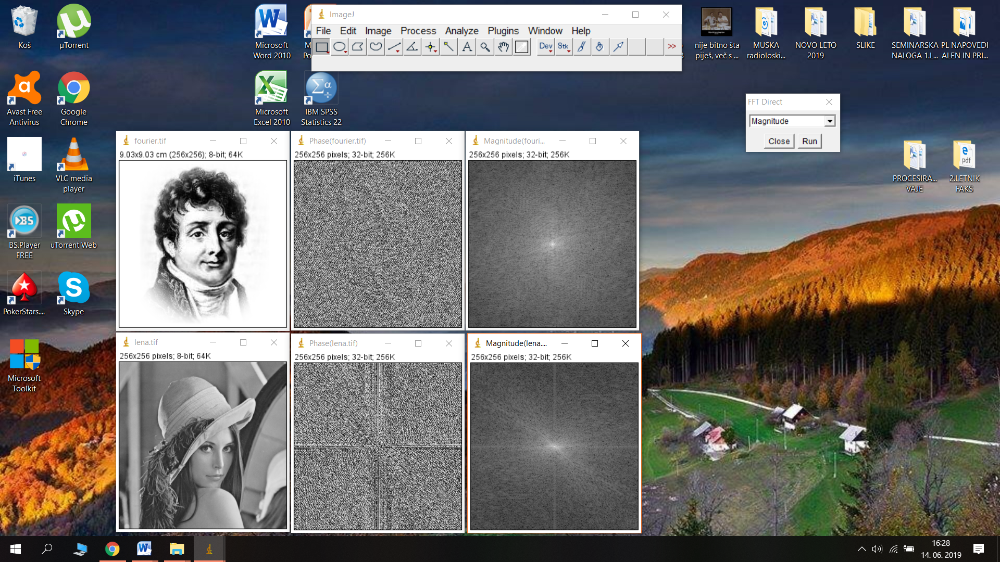 Koš
µTorrent
Microsoft
Word 2010
ImageJ
File Edit Image Process Analyze Plugins Window Help
Dev Stk >>
nije bitno šta
piješ, več s ...
MUSKA
radioloski...
NOVO LETO
2019
SLIKE
SEMINARSKA
NALOGA 1.L...
PL NAPOVEDI
ALEN IN PRI...
Avast Free
Antivirus
Google
Chrome
Microsoft
Excel 2010
IBM SPSS
Statistics 22
FFT Direct
Magnitude
Close Run
iTunes
VLC media
player
PROCESIRA...
VAJE
pdf
2.LETNIK
FAKS
BS.Player
FREE
uTorrent Web
PokerStars....
Skype
Microsoft
Toolkit
fourier.tif
9.03x9.03 cm (256x256); 8-bit; 64K
Phase(fourier.tif)
256x256 pixels; 32-bit; 256K
Magnitude(fouri...
256x256 pixels; 32-bit; 256K
lena.tif
256x256 pixels; 8-bit; 64K
Phase(lena.tif)
256x256 pixels; 32-bit; 256K
Magnitude(lena....
256x256 pixels; 32-bit; 256K
16:28
14. 06. 2019